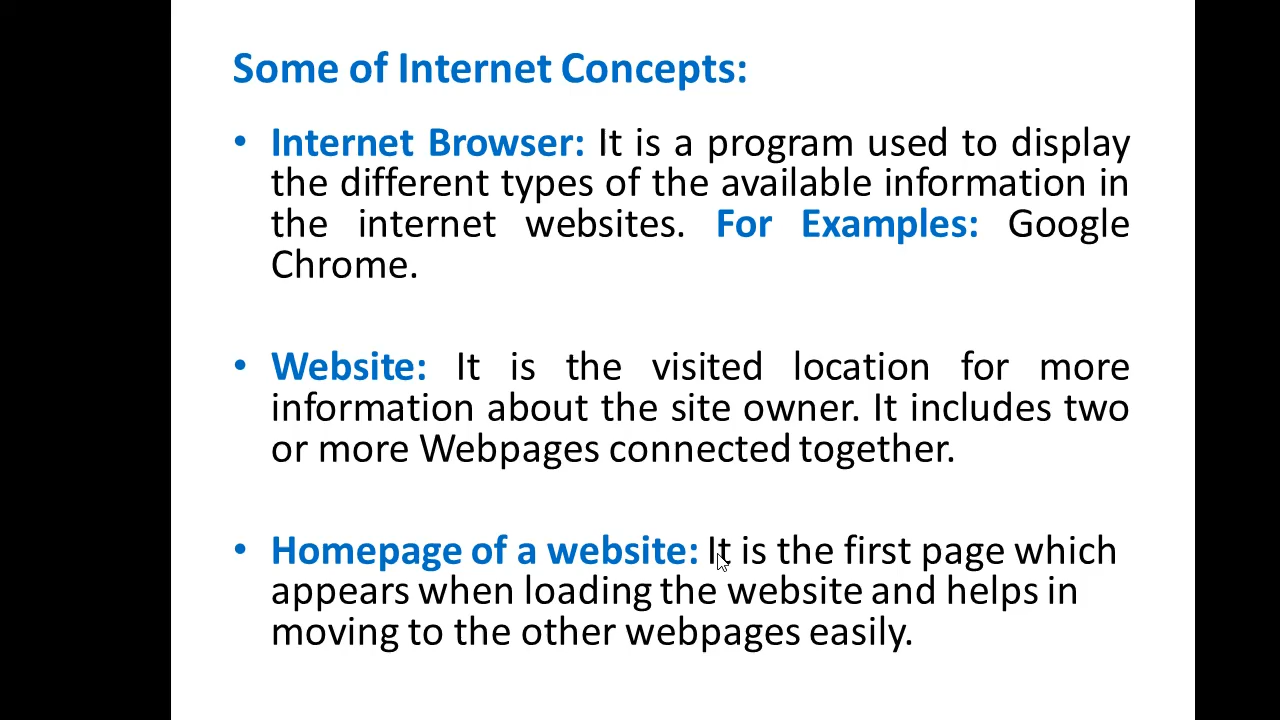 Some of Internet Concepts:
• Internet Browser: It is a program used to display
the different types of the available information in
the internet websites. For Examples: Google
Chrome.
• Website: It is the visited location for more
information about the site owner. It includes two
or more Webpages connected together.
• Homepage of a website: It is the first page which
appears when loading the website and helps in
moving to the other webpages easily.